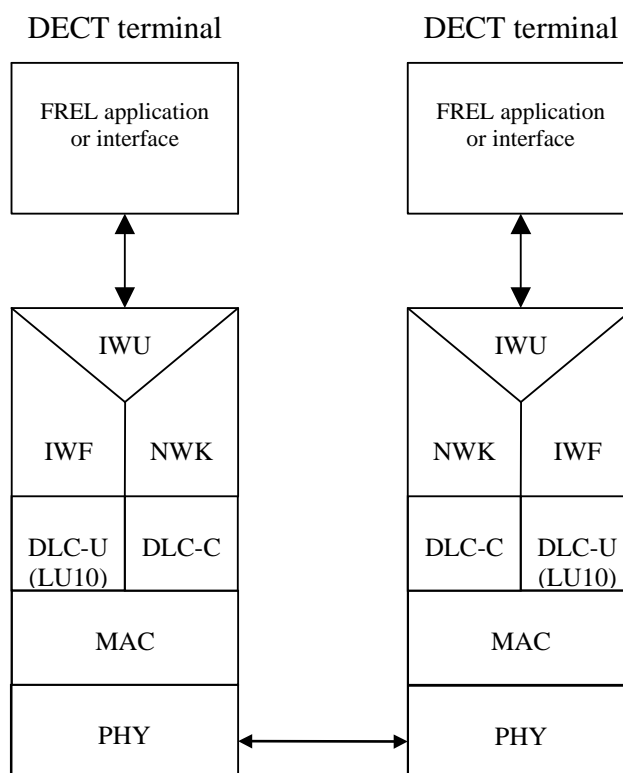 DECT terminal
DECT terminal
FREL application
or interface
FREL application
or interface
IWU
IWU
IWF
NWK
NWK
IWF
DLC-U
(LU10)
DLC-C
DLC-C
DLC-U
(LU10)
MAC
MAC
PHY
PHY